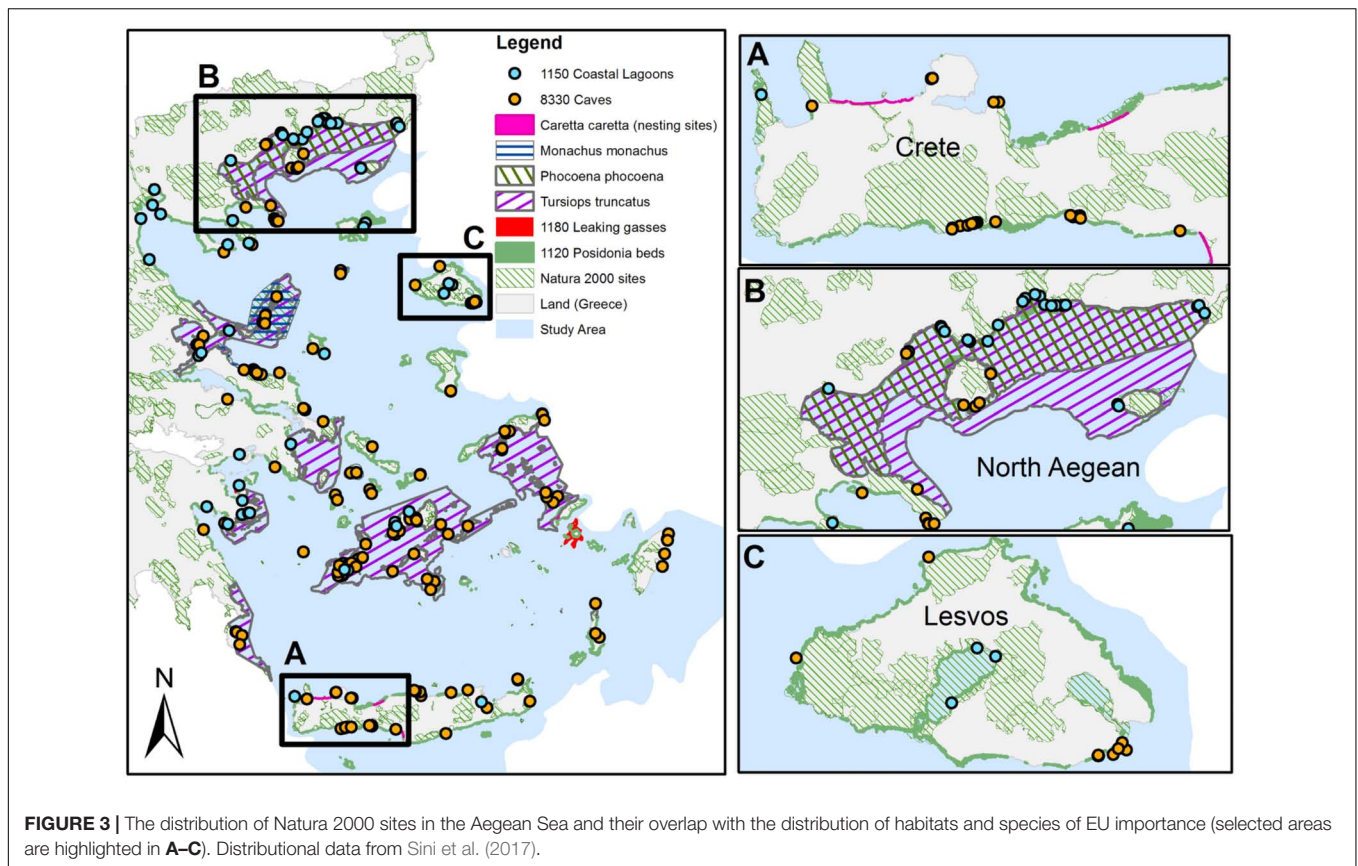 B
C
A
N
Legend
1150 Coastal Lagoons
8330 Caves
Caretta caretta (nesting sites)
Monachus monachus
Phocoena phocoena
Tursiops truncatus
1180 Leaking gasses
1120 Posidonia beds
Natura 2000 sites
Land (Greece)
Study Area
A
Crete
B
North Aegean
C
Lesvos
FIGURE 3 | The distribution of Natura 2000 sites in the Aegean Sea and their overlap with the distribution of habitats and species of EU importance (selected areas
are highlighted in A–C). Distributional data from Sini et al. (2017).